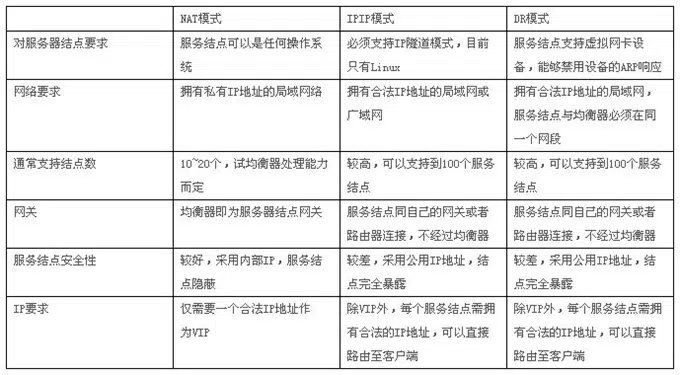 NAT模式
IPIP模式
DR模式
对服务器结点要求
服务结点可以是任何操作系
统
必须支持IP隧道模式，目前
只有Linux
服务结点支持虚拟网卡设
备，能够禁用设备的ARP响应
网络要求
拥有私有IP地址的局域网络
拥有合法IP地址的局域网或
广域网
拥有合法IP地址的局域网，
服务结点与均衡器必须在同
一个网段
通常支持结点数
10~20个，试均衡器处理能力
而定
较高，可以支持到100个服务
结点
较高，可以支持到100个服务
结点
网关
均衡器即为服务器结点网关
服务结点同自己的网关或者
路由器连接，不经过均衡器
服务结点同自己的网关或者
路由器连接，不经过均衡器
服务结点安全性
较好，采用内部IP，服务结
点隐蔽
较差，采用公用IP地址，结
点完全暴露
较差，采用公用IP地址，结
点完全暴露
IP要求
仅需要一个合法IP地址作
为VIP
除VIP外，每个服务结点需拥
有合法的IP地址，可以直接
路由至客户端
除VIP外，每个服务结点需拥
有合法的IP地址，可以直接
路由至客户端